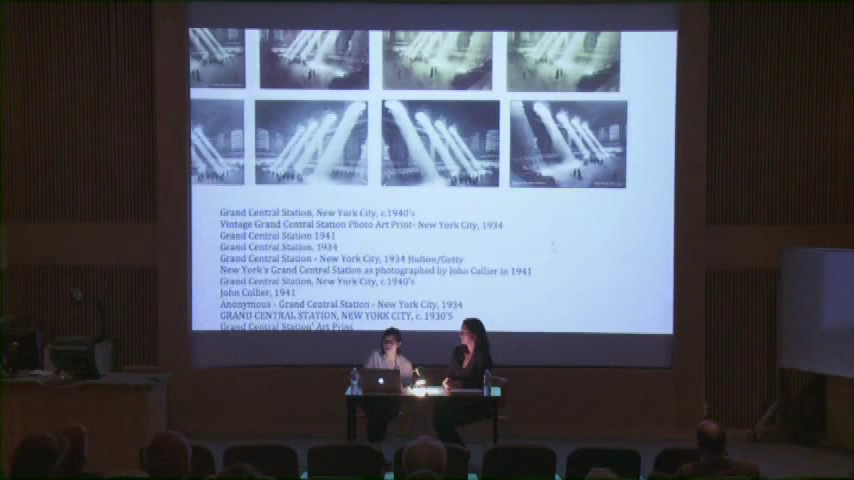 Grand Central Station, New York City, c.1940's
Vintage Grand Central Station Photo Art Print- New York City, 1934
Grand Central Station 1941
Grand Central Station, 1934
Grand Central Station - New York City, 1934 Hulton/Getty
New York's Grand Central Station as photographed by John Collier in 1941
Grand Central Station, New York City, c.1940's
John Collier, 1941
Anonymous - Grand Central Station - New York City, 1934
GRAND CENTRAL STATION, NEW YORK CITY, c. 1930'S
Grand Central Station' Art Print